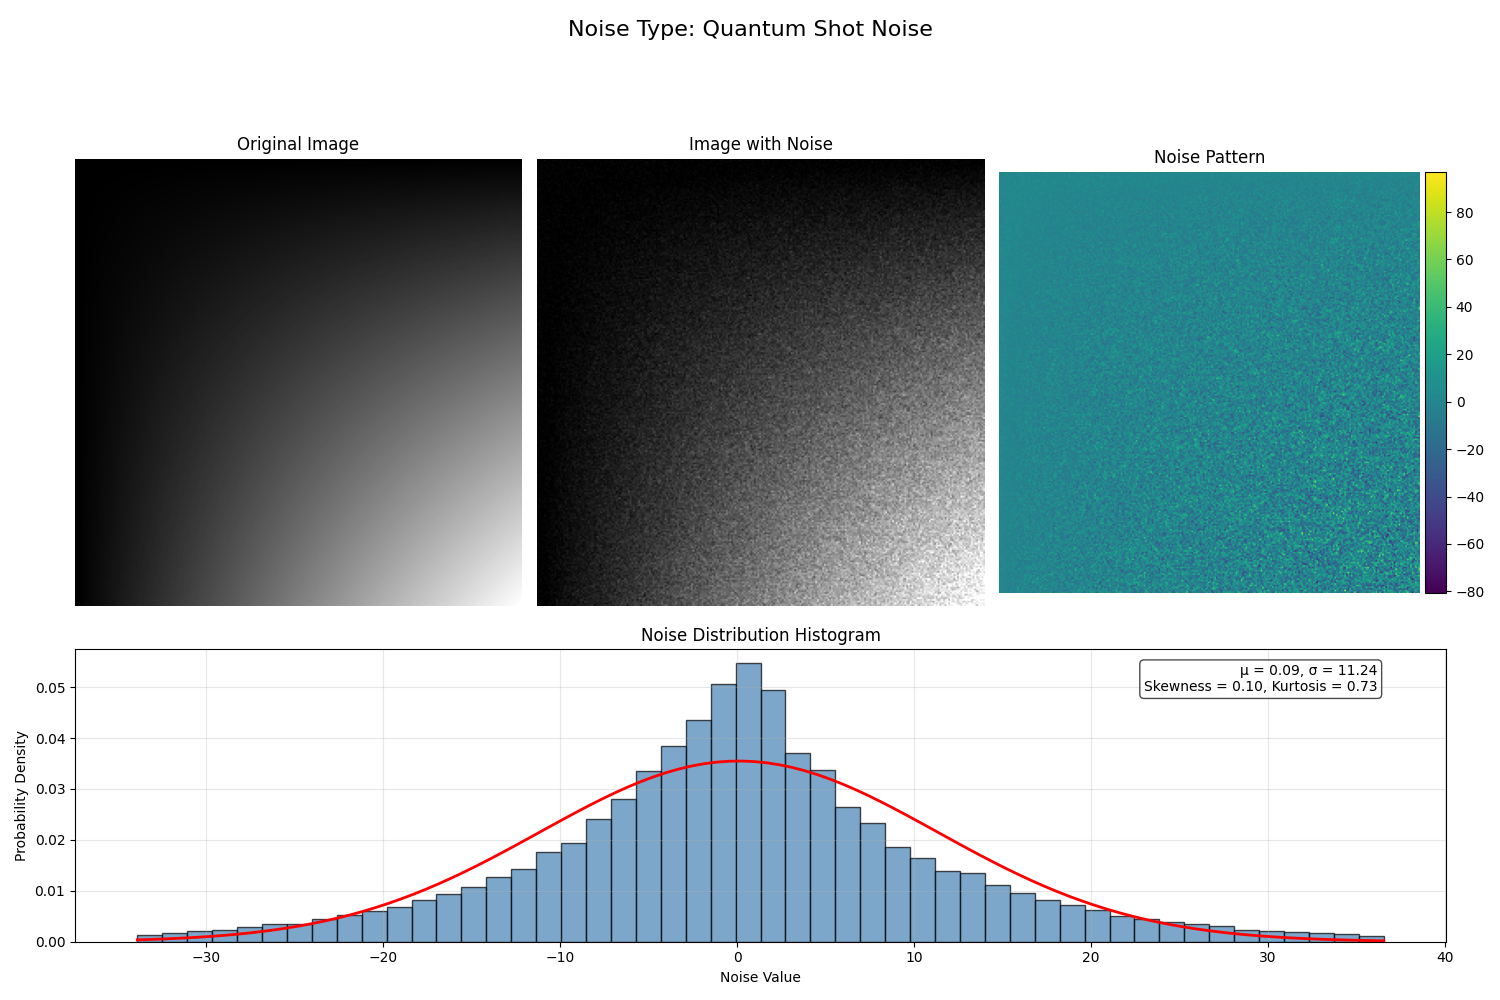 Noise Type: Quantum Shot Noise
Original Image
Image with Noise
Noise Pattern
80
60
40
20
0
−20
−40
−60
−80
Noise Distribution Histogram
μ = 0.09, σ = 11.24
Skewness = 0.10, Kurtosis = 0.73
Probability Density
0.05
0.04
0.03
0.02
0.01
0.00
−30
−20
−10
0
10
20
30
40
Noise Value